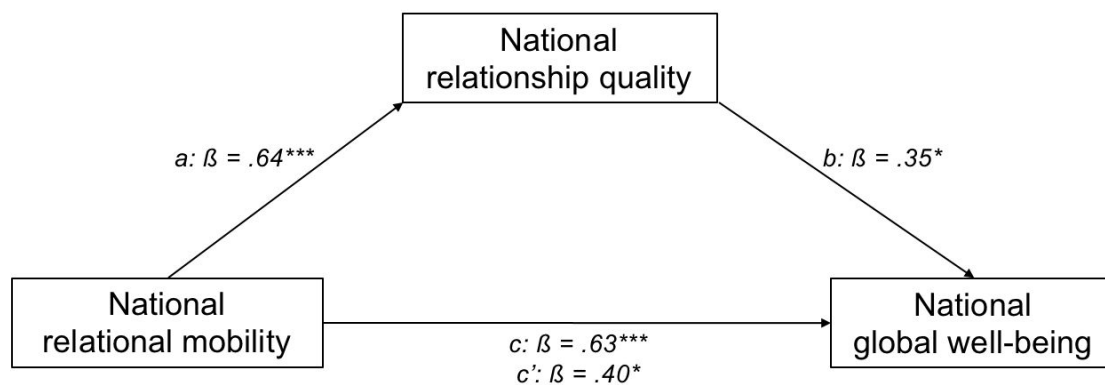 National
relationship quality
a: ß = .64***
b: ß = .35*
National
relational mobility
c: ß = .63***
c’: ß = .40*
National
global well-being